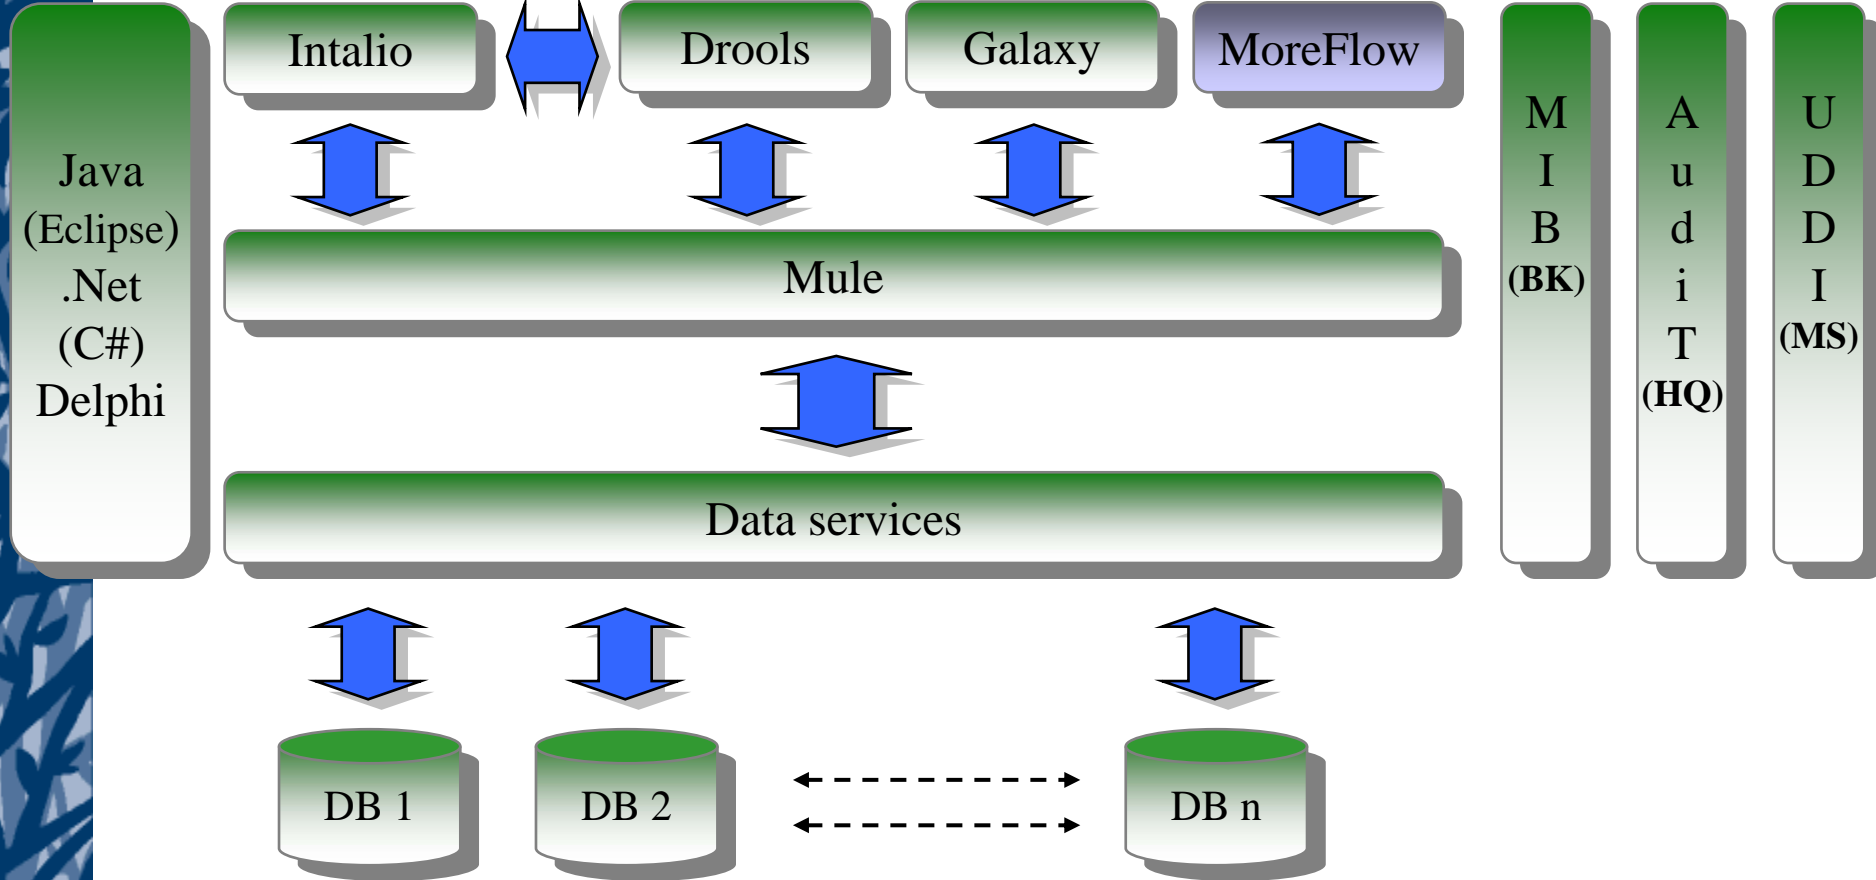 Java
(Eclipse)
.Net
(C#)
Delphi
Intalio
Drools
Galaxy
MoreFlow
Mule
Data services
DB 1
DB 2
DB n
M
I
B
(BK)
A
u
d
i
T
(HQ)
U
D
D
I
(MS)